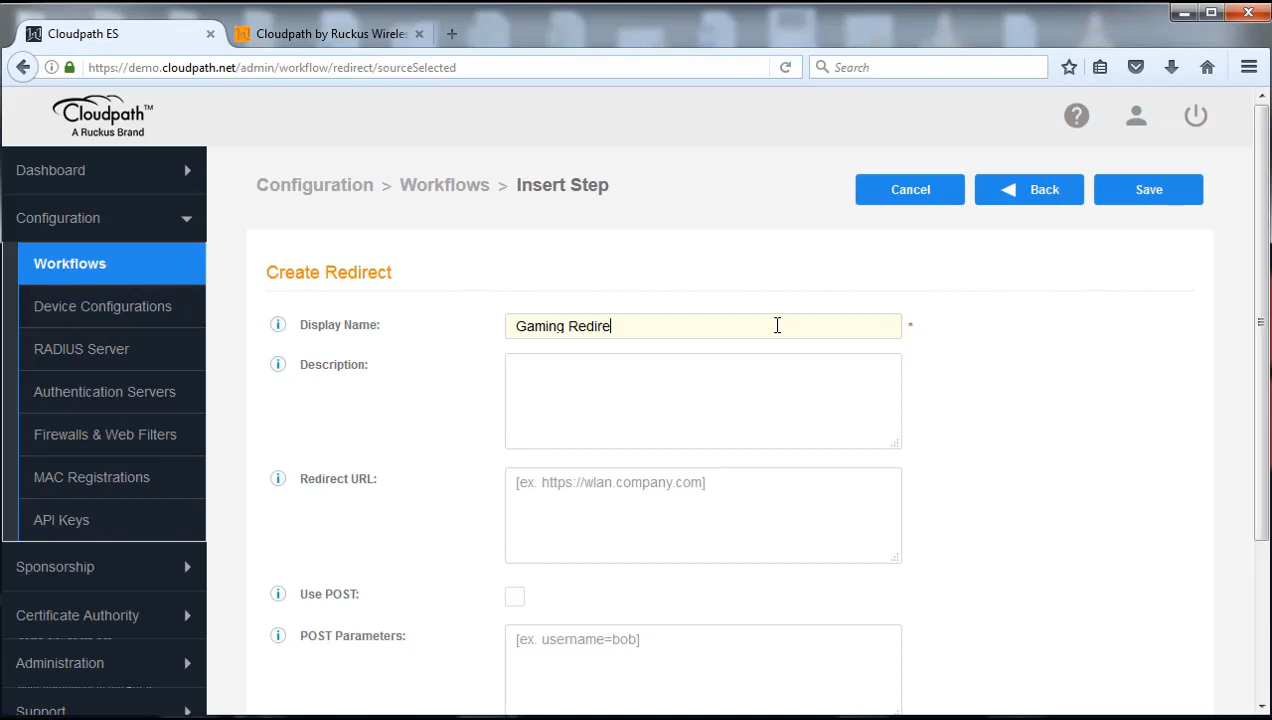 Cloudpath ES
Cloudpath by Ruckus Wireles
https://demo.cloudpath.net/admin/workflow/redirect/sourceSelected
Search
Cloudpath™
A Ruckus Brand
Dashboard
Configuration
Workflows
Device Configurations
RADIUS Server
Authentication Servers
Firewalls & Web Filters
MAC Registrations
API Keys
Sponsorship
Certificate Authority
Administration
Support
Configuration > Workflows > Insert Step
Cancel
Back
Save
Create Redirect
Display Name:
Gaming Redire
*
Description:
Redirect URL:
[ex. https://wlan.company.com]
Use POST:
POST Parameters:
[ex. username=bob]